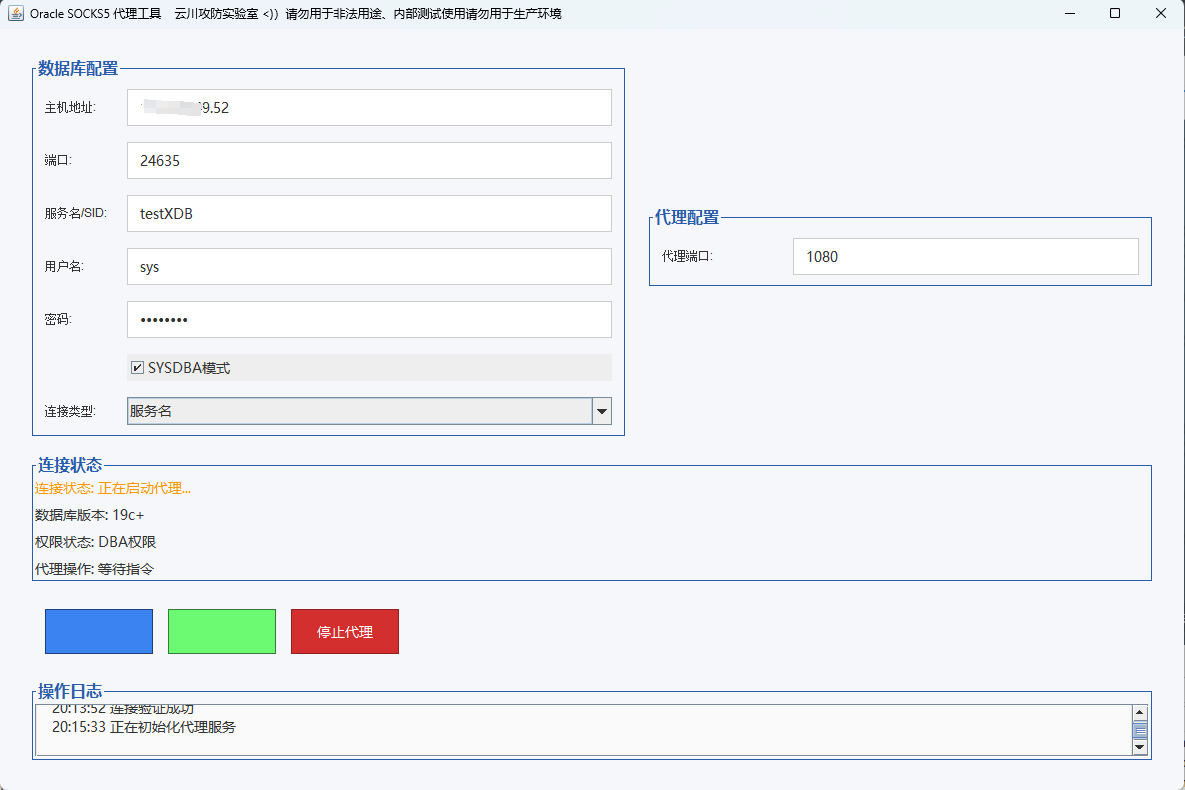 Oracle SOCKS5 代理工具 云川攻防实验室 <)）请勿用于非法用途、内部测试使用请勿用于生产环境
数据库配置
主机地址: 9.52
端口: 24635
服务名/SID: testXDB
用户名: sys
密码: ••••••••
SYSDBA模式
连接类型: 服务名
代理配置
代理端口: 1080
连接状态
连接状态: 正在启动代理...
数据库版本: 19c+
权限状态: DBA权限
代理操作: 等待指令
停止代理
操作日志
20:13:52 连接验证成功
20:15:33 正在初始化代理服务